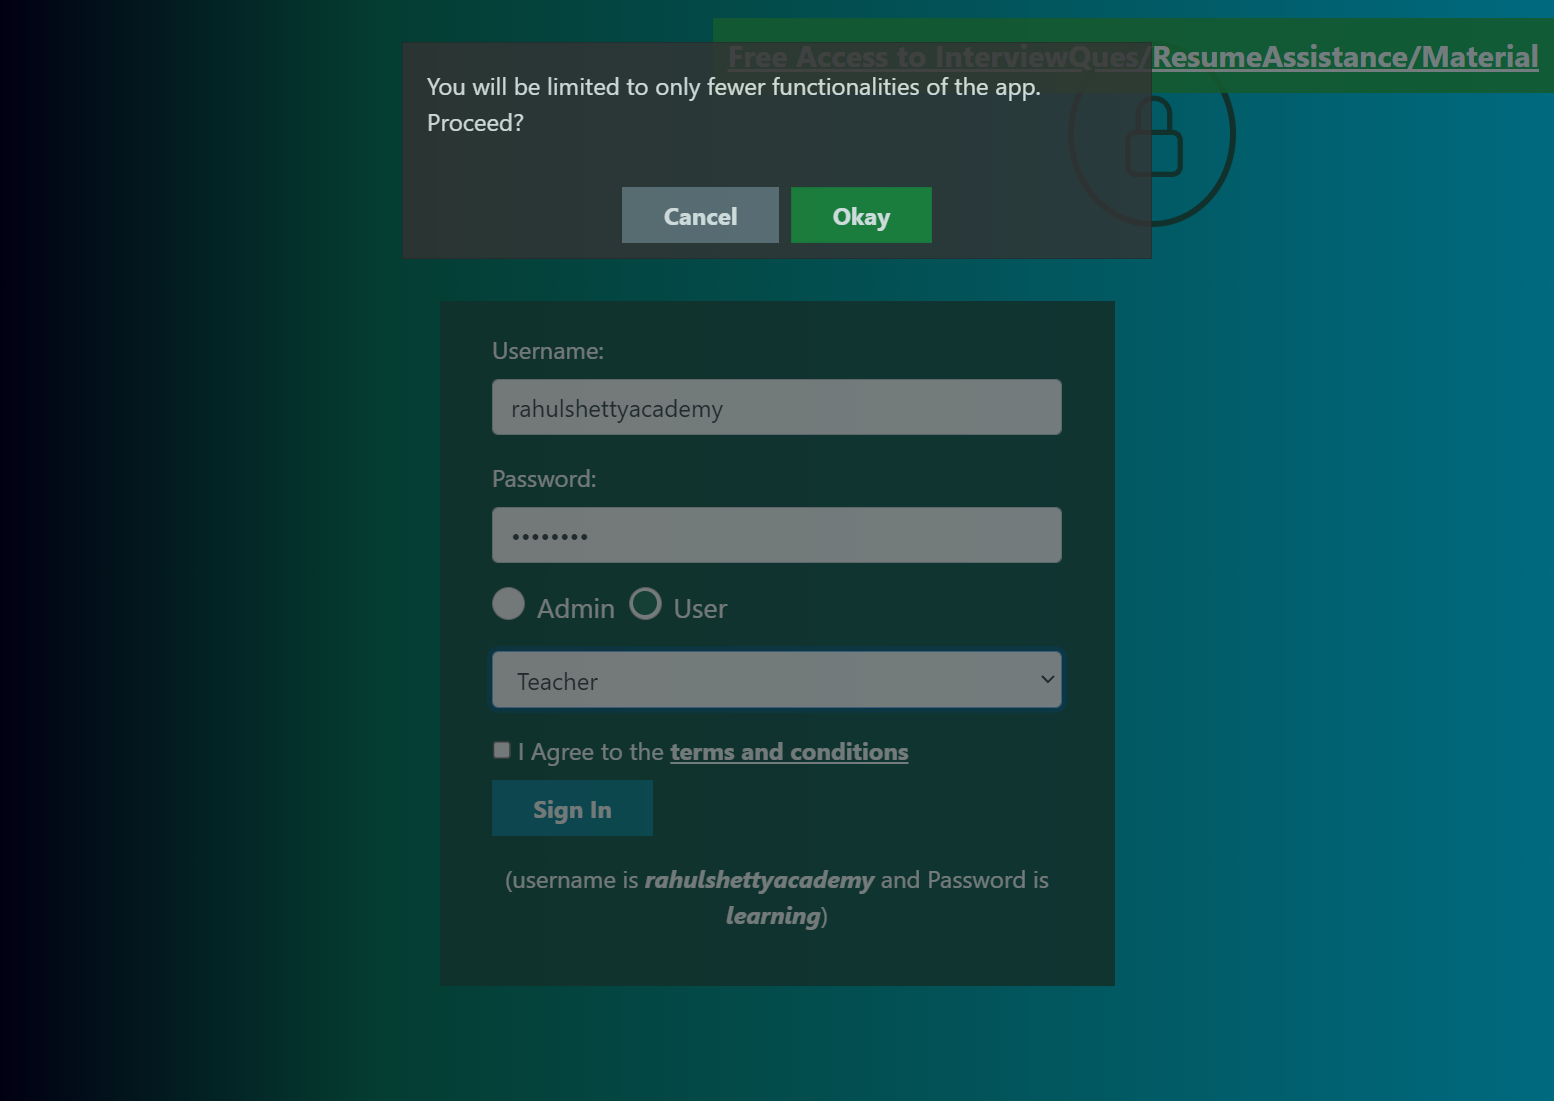 Free Access to InterviewQues/ResumeAssistance/Material
You will be limited to only fewer functionalities of the app.
Proceed?
Cancel Okay
Username:
rahulshettyacademy
Password:
••••••••
Admin User
Teacher
I Agree to the terms and conditions
Sign In
(username is rahulshettyacademy and Password is
learning)